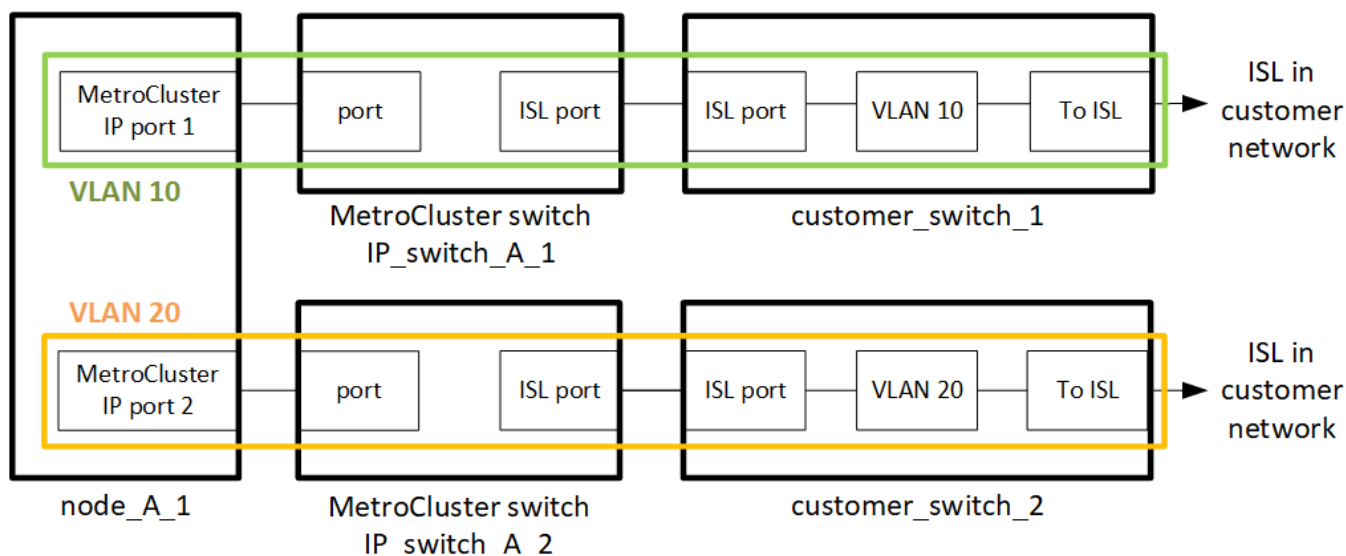 MetroCluster
IP port 1
port
ISL port
ISL port
VLAN 10
To ISL
ISL in
customer
network
VLAN 10
MetroCluster switch
IP_switch_A_1
customer_switch_1
VLAN 20
MetroCluster
IP port 2
port
ISL port
ISL port
VLAN 20
To ISL
ISL in
customer
network
node_A_1
MetroCluster switch
IP_switch_A_2
customer_switch_2